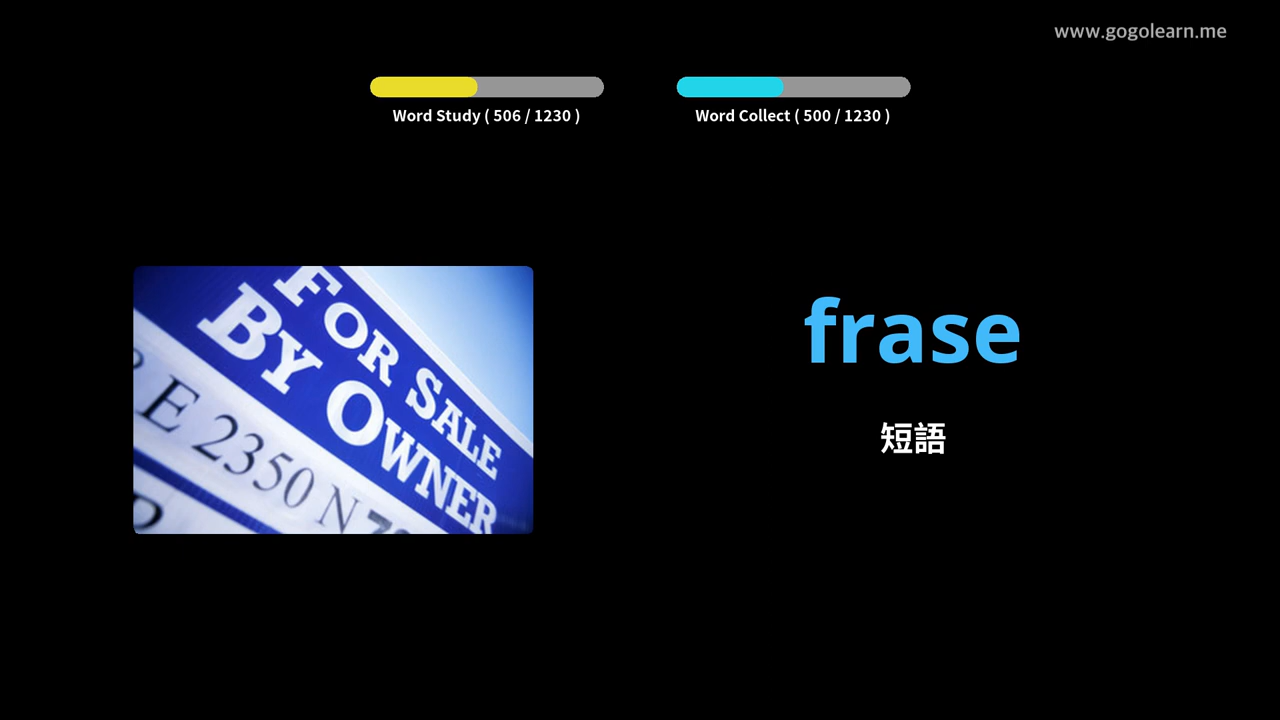 www.gogolearn.me
Word Study ( 506 / 1230 )
Word Collect ( 500 / 1230 )
FOR SALE
BY OWNER
E 2350 N
frase
短語